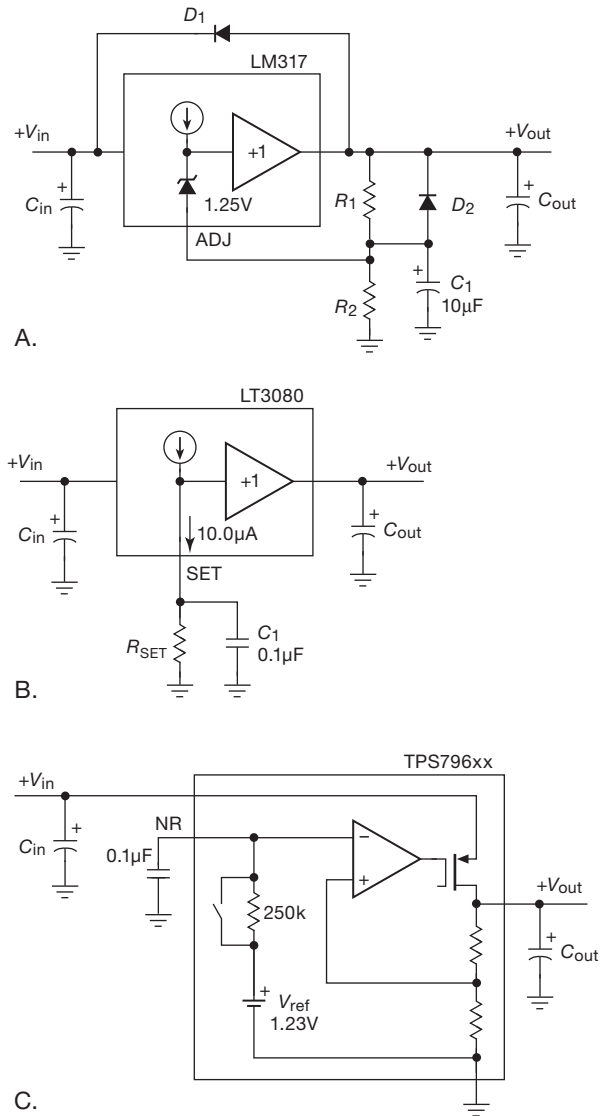 D1
LM317
+Vin
+Vout
+1
Cin
+
1.25V
R1
D2
+
Cout
ADJ
+
C1
10μF
R2
A.
LT3080
+Vin
+Vout
+1
+
Cin
10.0μA
+
Cout
SET
RSET
C1
0.1μF
B.
TPS796xx
+Vin
NR
+
Cin
0.1μF
−
+
+Vout
250k
+
Cout
+
Vref
1.23V
C.